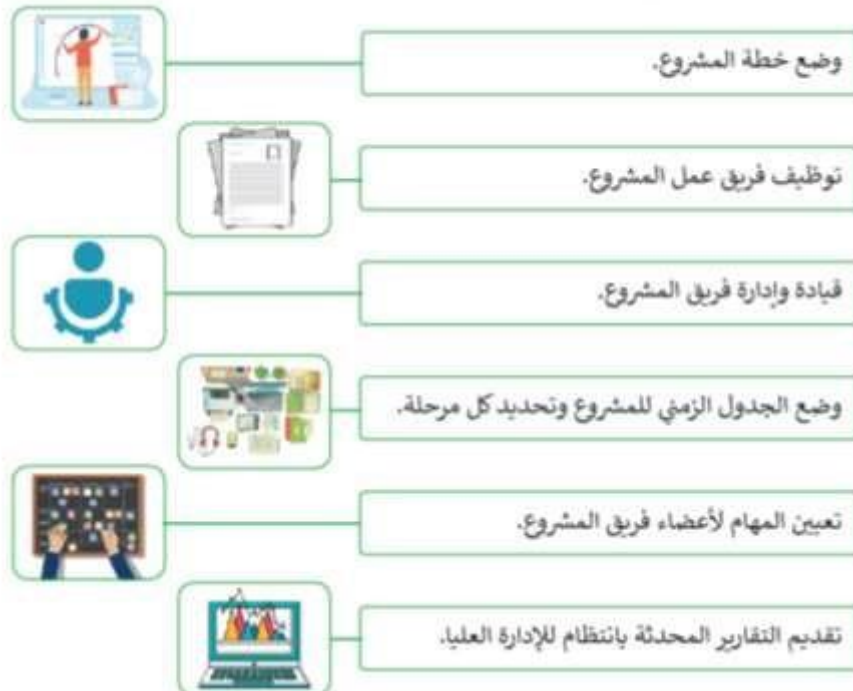 وضع خطة المشروع.
توظيف فريق عمل المشروع.
قيادة وإدارة فريق المشروع.
وضع الجدول الزمني للمشروع وتحديد كل مرحلة.
تعيين المهام لأعضاء فريق المشروع.
تقديم التقارير المحدثة بانتظام للإدارة العليا.